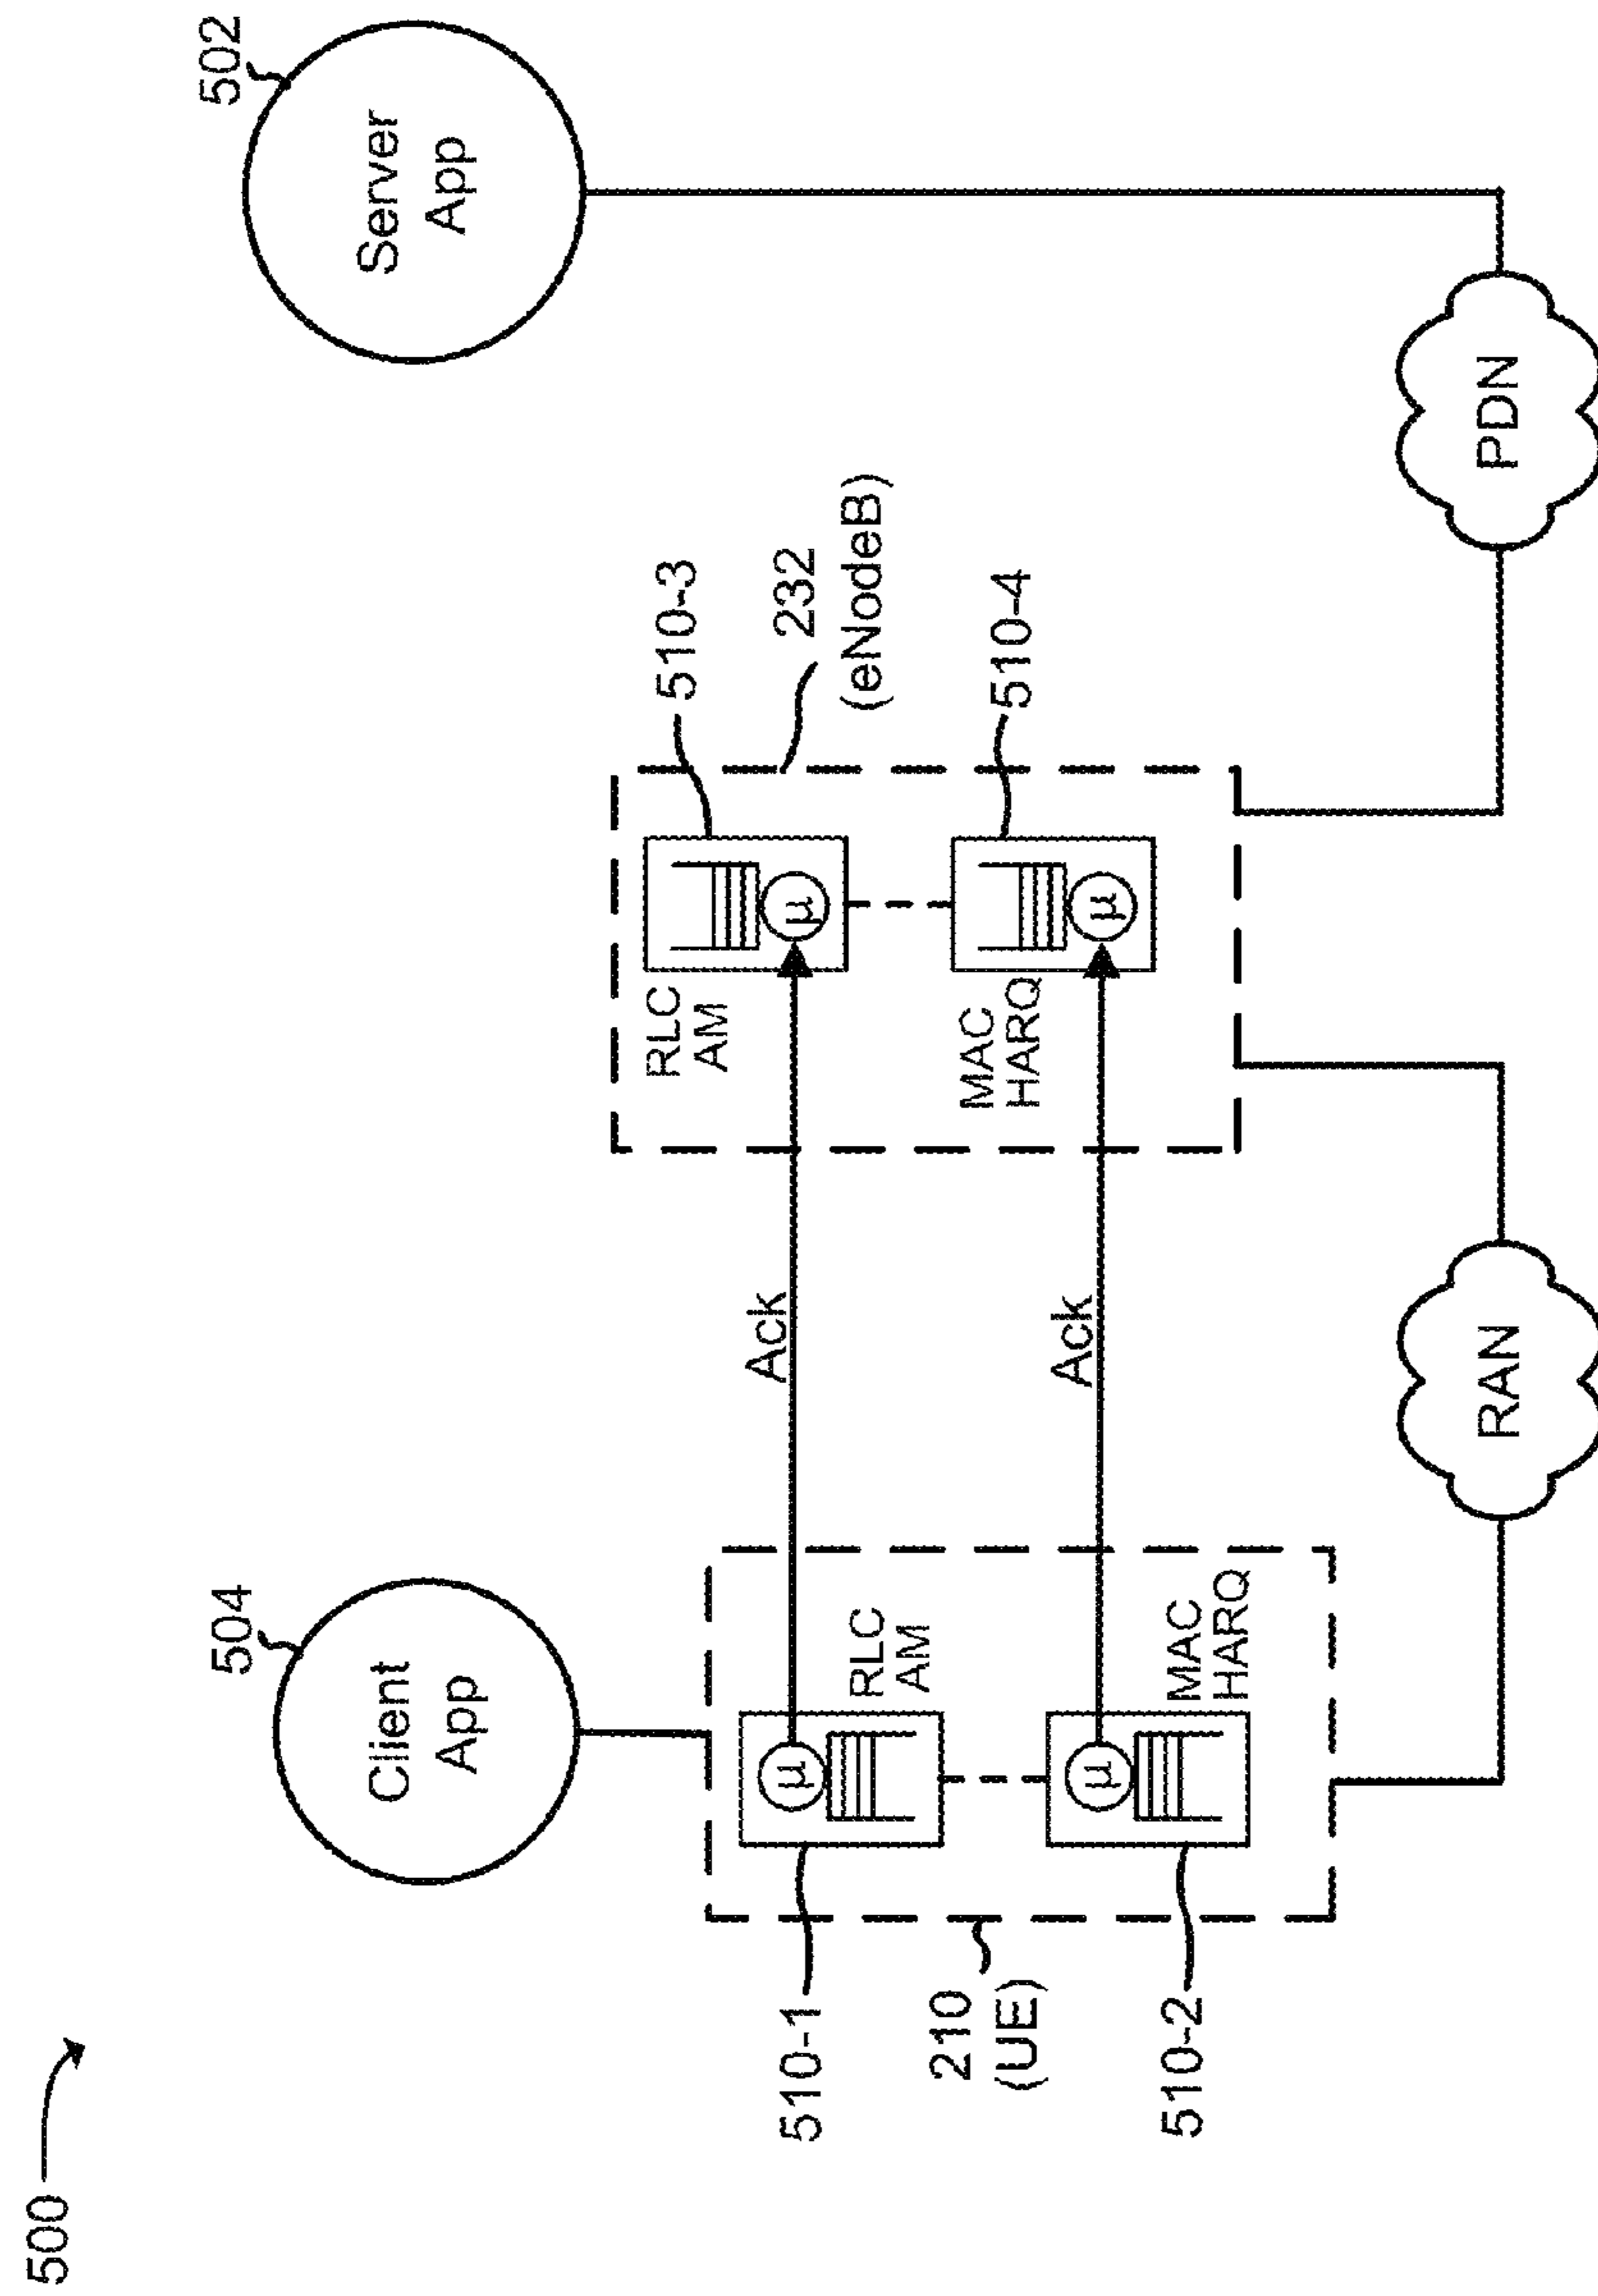 500
504
Client
App
502
Server
App
510-1
210
(UE)
510-2
μ
RLC
AM
μ
MAC
HARQ
Ack
Ack
RLC
AM
μ
MAC
HARQ
μ
510-3
232
(eNodeB)
510-4
RAN
PDN